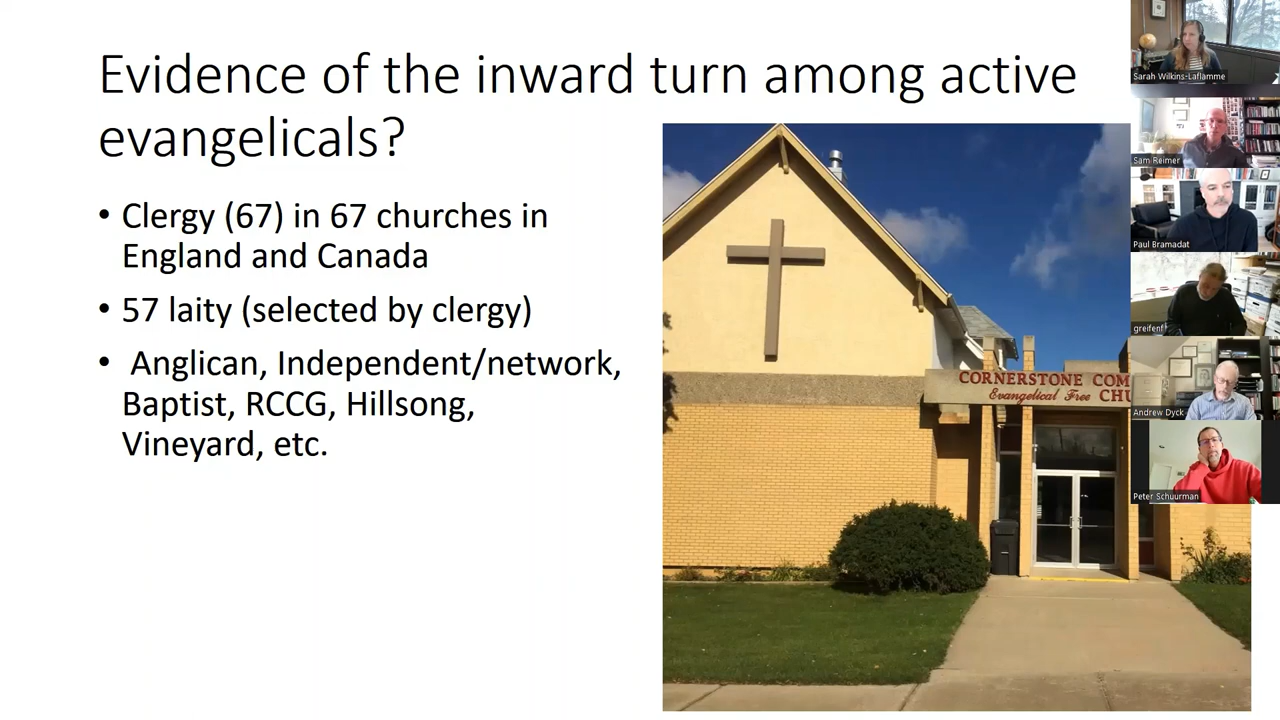 Evidence of the inward turn among active
evangelicals?
• Clergy (67) in 67 churches in
England and Canada
• 57 laity (selected by clergy)
• Anglican, Independent/network,
Baptist, RCCG, Hillsong,
Vineyard, etc.
CORNERSTONE COM
Evangelical Free CHU
Sarah Wilkins-Laflamme
Sam Reimer
Paul Bramadat
greifenf
Andrew Dyck
Peter Schuurman